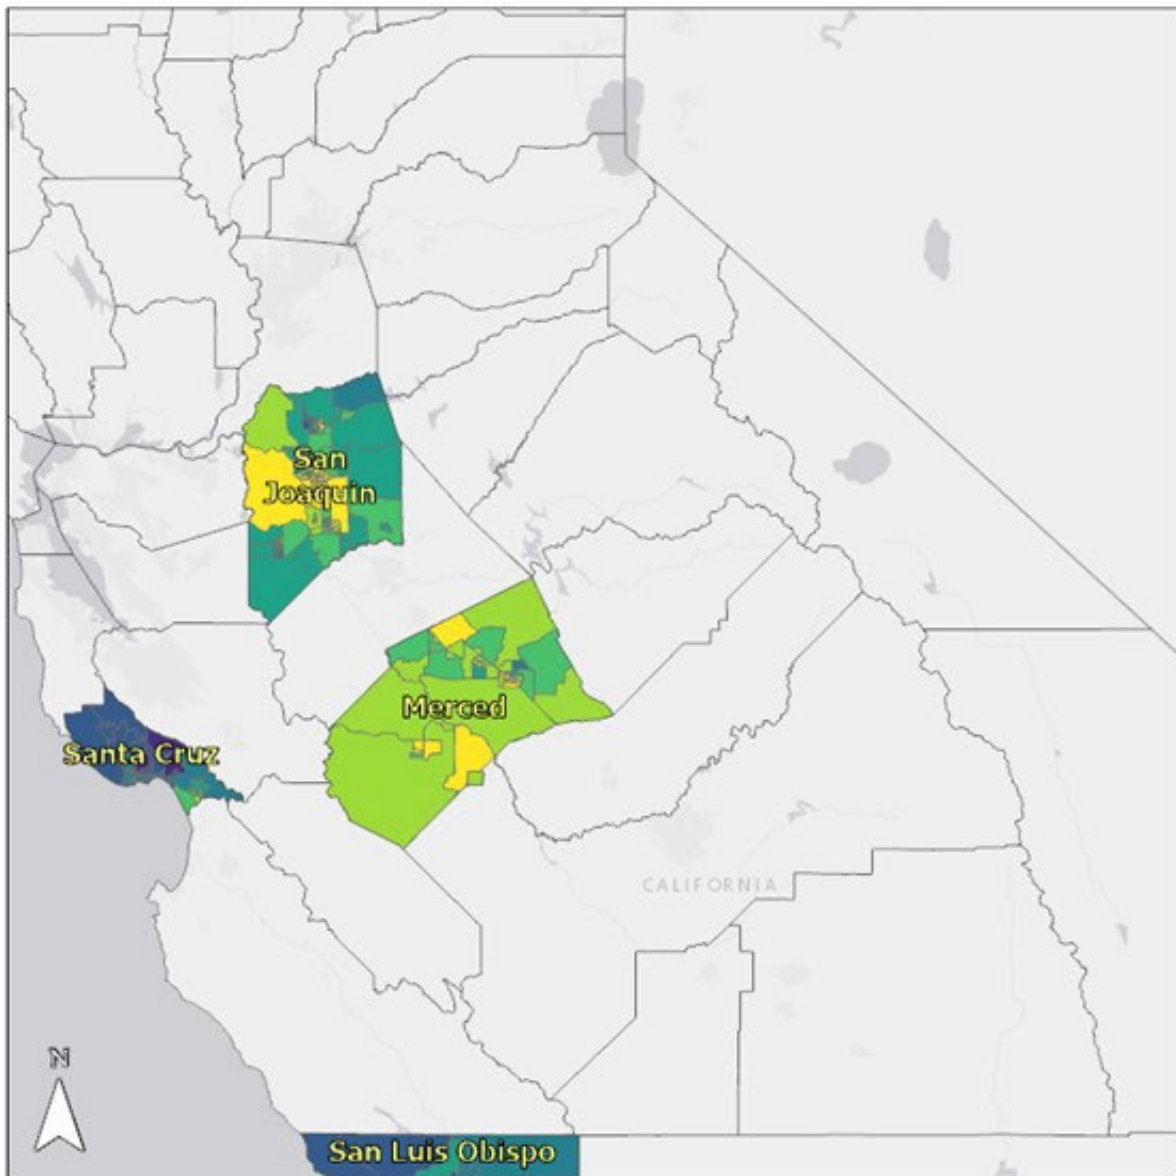 San
Joaquin
Merced
Santa Cruz
CALIFORNIA
N
San Luis Obispo